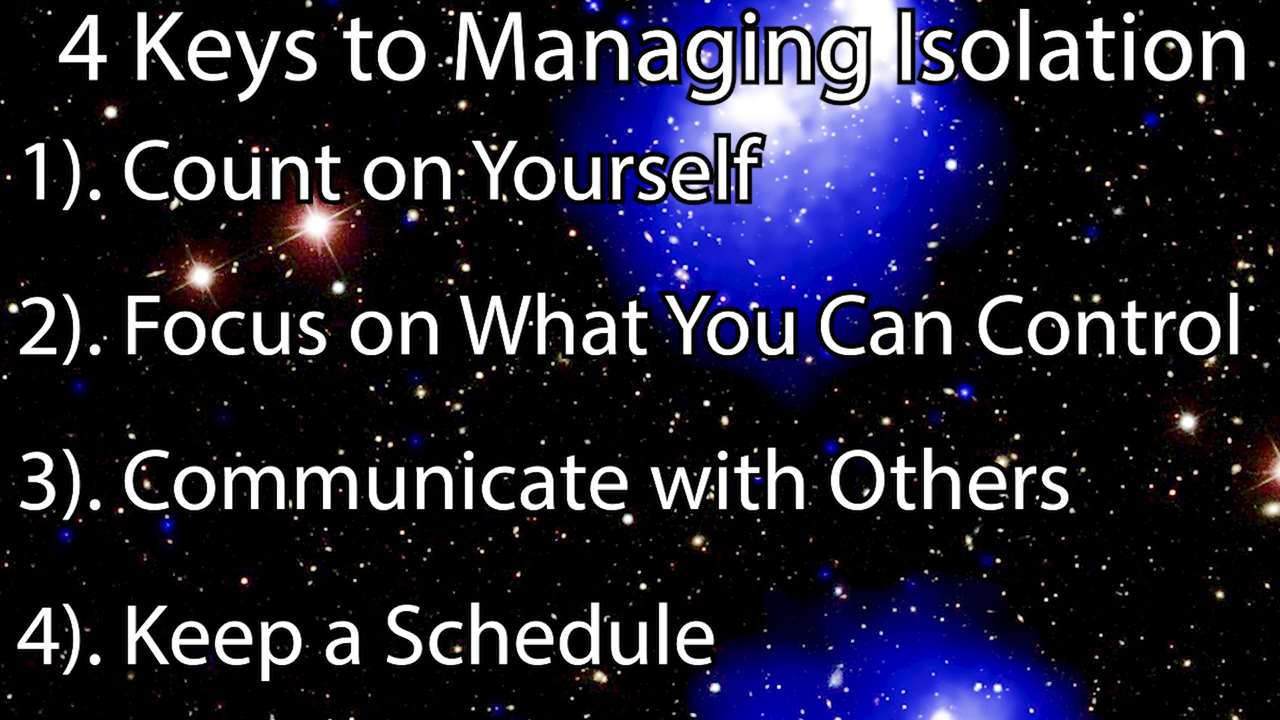 4 Keys to Managing Isolation
1). Count on Yourself
2). Focus on What You Can Control
3). Communicate with Others
4). Keep a Schedule